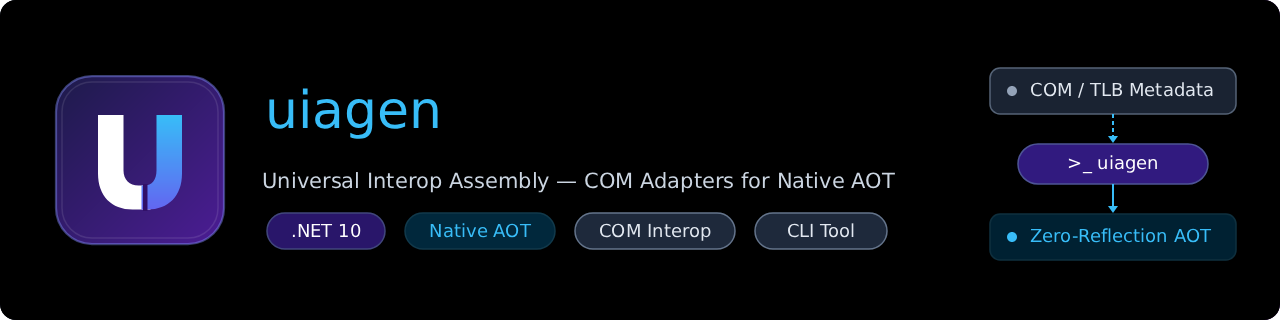 U
uiagen
Universal Interop Assembly — COM Adapters for Native AOT
.NET 10
Native AOT
COM Interop
CLI Tool
COM / TLB Metadata
>_ uiagen
Zero-Reflection AOT